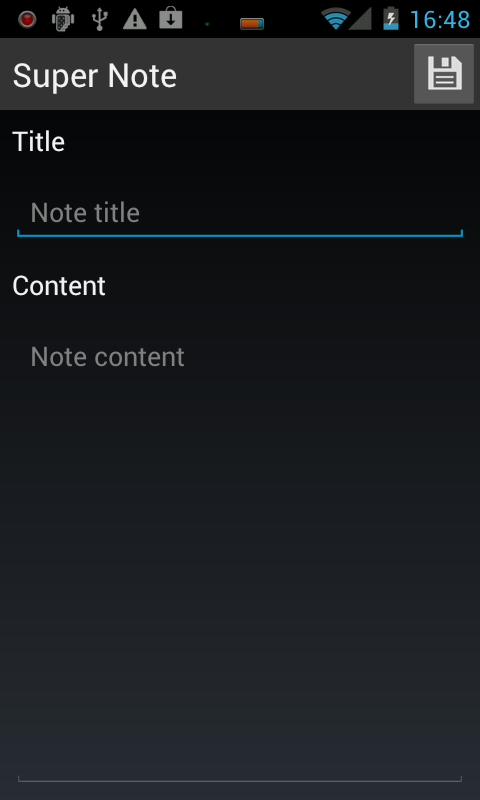 16:48
Super Note
Title
Note title
Content
Note content